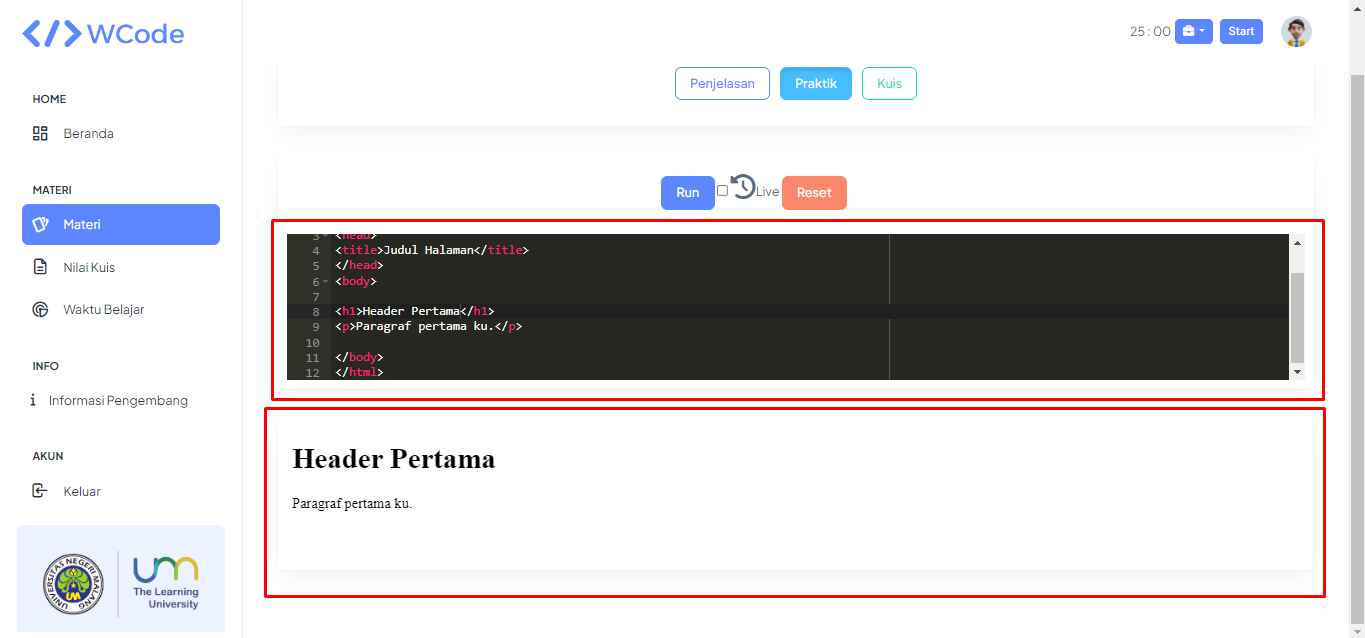 </> WCode
25 : 00
Start
HOME
Beranda
MATERI
Materi
Nilai Kuis
Waktu Belajar
INFO
Informasi Pengembang
AKUN
Keluar
UNIVERSITAS NEGERI MALANG
UM
um
The Learning
University
Penjelasan
Praktik
Kuis
Run
Live
Reset
3 <head>
4 <title>Judul Halaman</title>
5 </head>
6 <body>
7
8 <h1>Header Pertama</h1>
9 <p>Paragraf pertama ku.</p>
10
11 </body>
12 </html>
Header Pertama
Paragraf pertama ku.